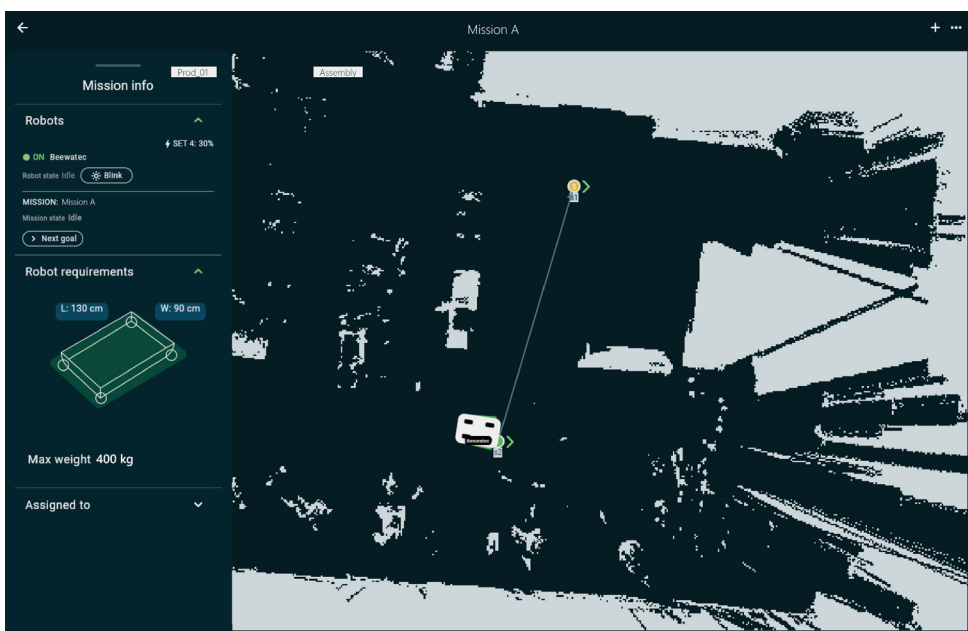 Mission A
Prod_01
Assembly
Mission info
Robots
SET 4: 30%
ON Beewatec
Robot state Idle
Blink
MISSION: Mission A
Mission state Idle
Next goal
Robot requirements
L: 130 cm
W: 90 cm
Max weight 400 kg
Assigned to
Beewatec